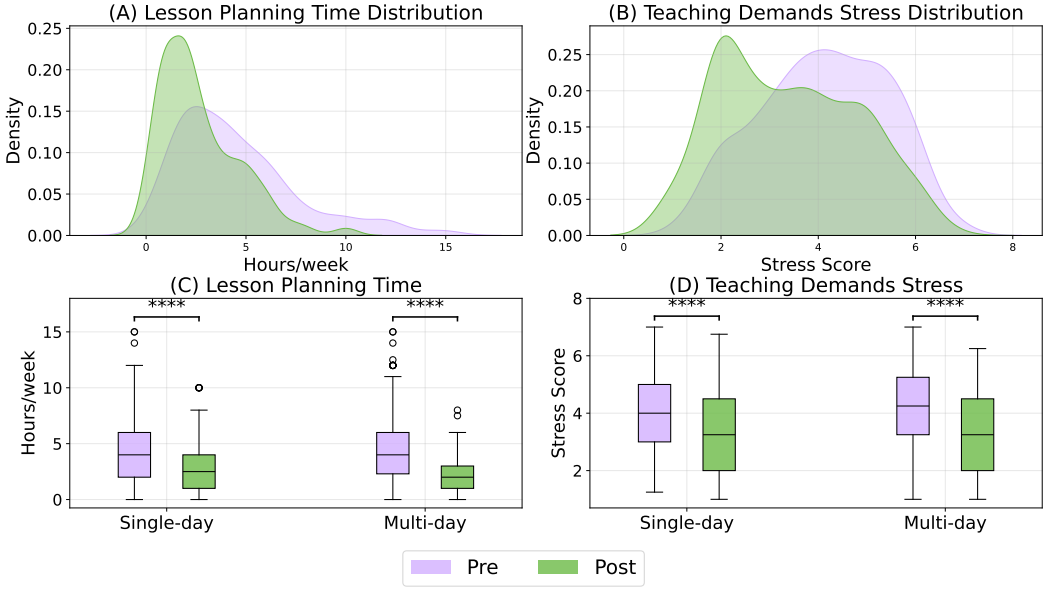 (A) Lesson Planning Time Distribution
0.25
0.20
0.15
0.10
0.05
0.00
Density
0 5 10 15
Hours/week
(B) Teaching Demands Stress Distribution
0.25
0.20
0.15
0.10
0.05
0.00
Density
0 2 4 6 8
Stress Score
(C) Lesson Planning Time
**** ****
15
10
5
0
Hours/week
Single-day Multi-day
(D) Teaching Demands Stress
**** ****
8
6
4
2
Stress Score
Single-day Multi-day
Pre Post